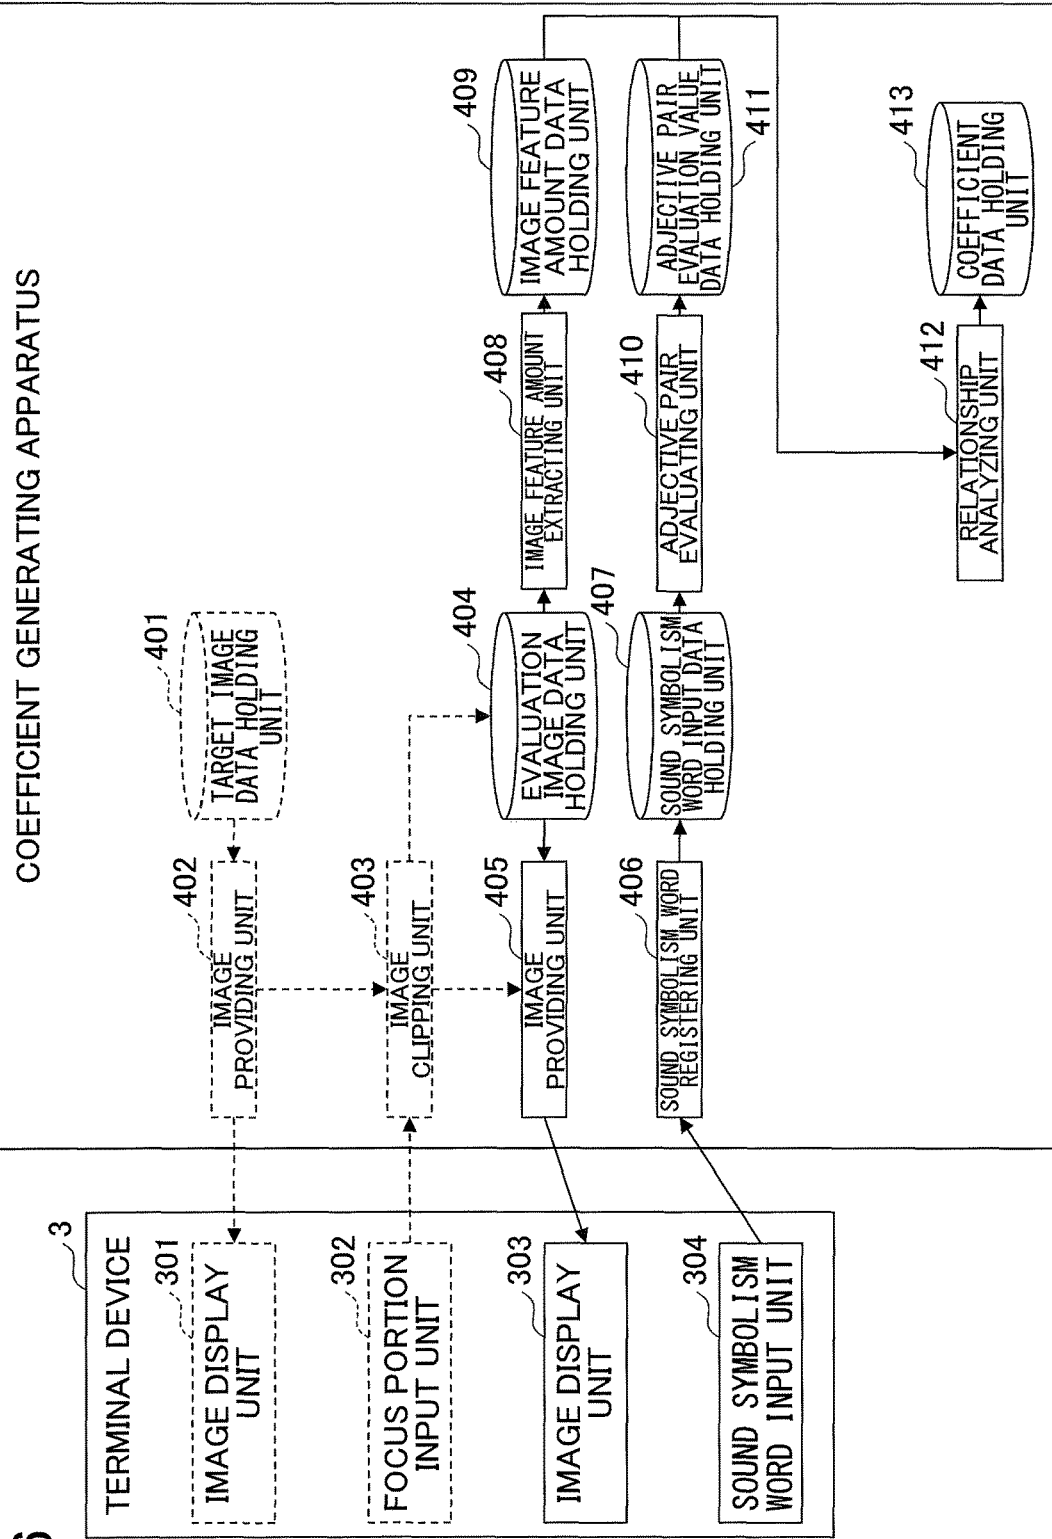 6
COEFFICIENT GENERATING APPARATUS
3
TERMINAL DEVICE
301
IMAGE DISPLAY
UNIT
302
FOCUS PORTION
INPUT UNIT
303
IMAGE DISPLAY
UNIT
304
SOUND SYMBOLISM
WORD INPUT UNIT
402
IMAGE
PROVIDING UNIT
401
TARGET IMAGE
DATA HOLDING
UNIT
403
IMAGE
CLIPPING UNIT
405
IMAGE
PROVIDING UNIT
404
EVALUATION
IMAGE DATA
HOLDING UNIT
408
IMAGE FEATURE AMOUNT
EXTRACTING UNIT
409
IMAGE FEATURE
AMOUNT DATA
HOLDING UNIT
406
SOUND SYMBOLISM WORD
REGISTERING UNIT
407
SOUND SYMBOLISM
WORD INPUT DATA
HOLDING UNIT
410
ADJECTIVE PAIR
EVALUATING UNIT
ADJECTIVE PAIR
EVALUATION VALUE
DATA HOLDING UNIT
411
412
RELATIONSHIP
ANALYZING UNIT
413
COEFFICIENT
DATA HOLDING
UNIT